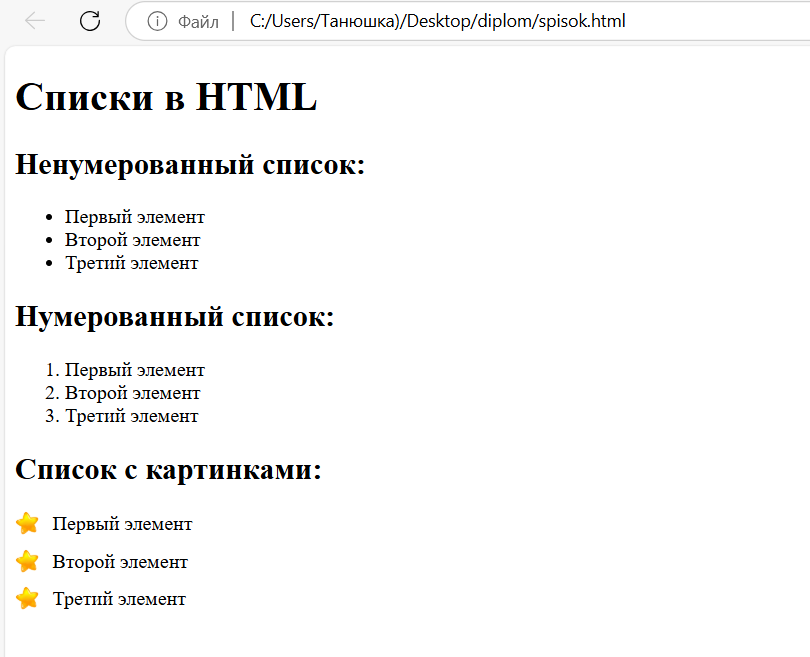 Файл | C:/Users/Танюшка)/Desktop/diplom/spisok.html
Списки в HTML
Ненумерованный список:
• Первый элемент
• Второй элемент
• Третий элемент
Нумерованный список:
1. Первый элемент
2. Второй элемент
3. Третий элемент
Список с картинками:
Первый элемент
Второй элемент
Третий элемент